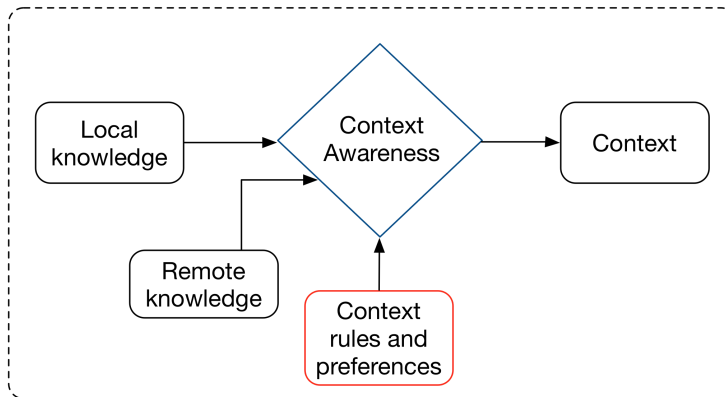 Local
knowledge
Context
Awareness
Context
Remote
knowledge
Context
rules and
preferences